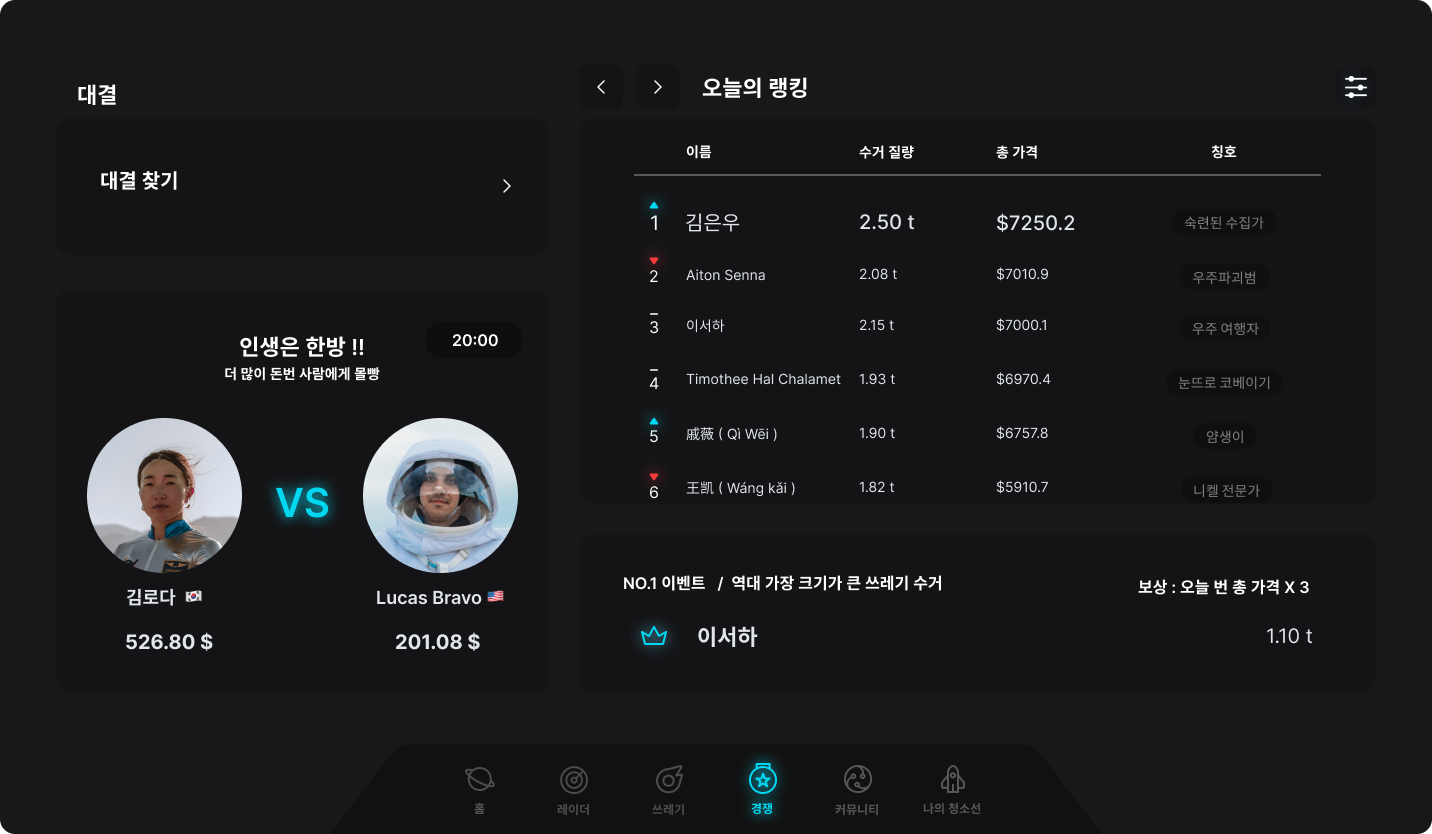 대결
대결 찾기
인생은 한방 !!
20:00
더 많이 돈번 사람에게 몰빵
VS
김로다
Lucas Bravo
526.80 $
201.08 $
오늘의 랭킹
이름 수거 질량 총 가격 칭호
1 김은우 2.50 t $7250.2 숙련된 수집가
2 Aiton Senna 2.08 t $7010.9 우주파괴범
3 이서하 2.15 t $7000.1 우주 여행자
4 Timothee Hal Chalamet 1.93 t $6970.4 눈뜨로 코베이기
5 戚薇 ( Qì Wēi ) 1.90 t $6757.8 얌생이
6 王凯 ( Wáng kǎi ) 1.82 t $5910.7 니켈 전문가
NO.1 이벤트 / 역대 가장 크기가 큰 쓰레기 수거
보상 : 오늘 번 총 가격 X 3
이서하
1.10 t
홈 레이더 쓰레기 경쟁 커뮤니티 나의 청소선